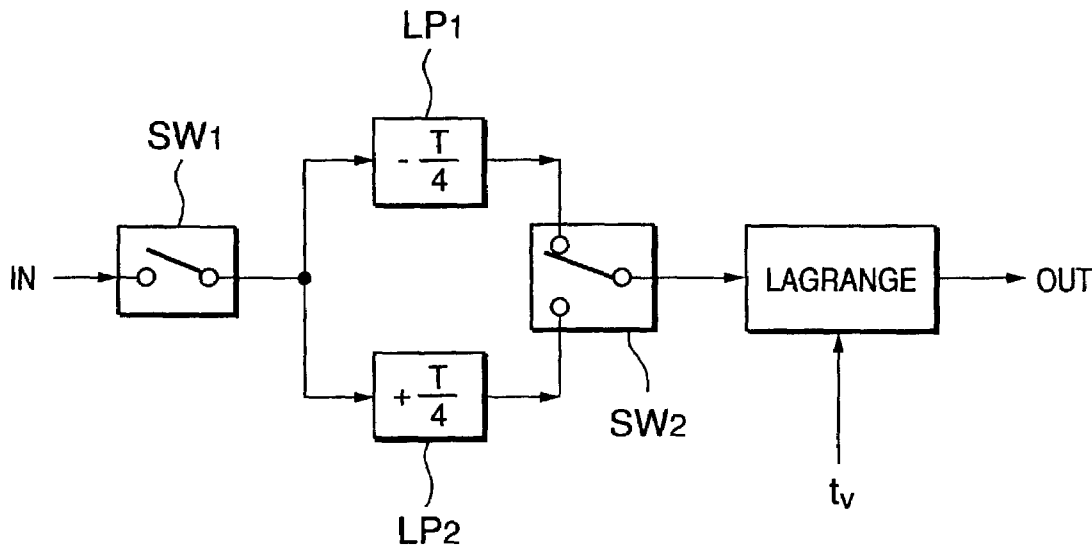 LP1
SW1
- T/4
IN
LAGRANGE
OUT
+ T/4
SW2
LP2
tv